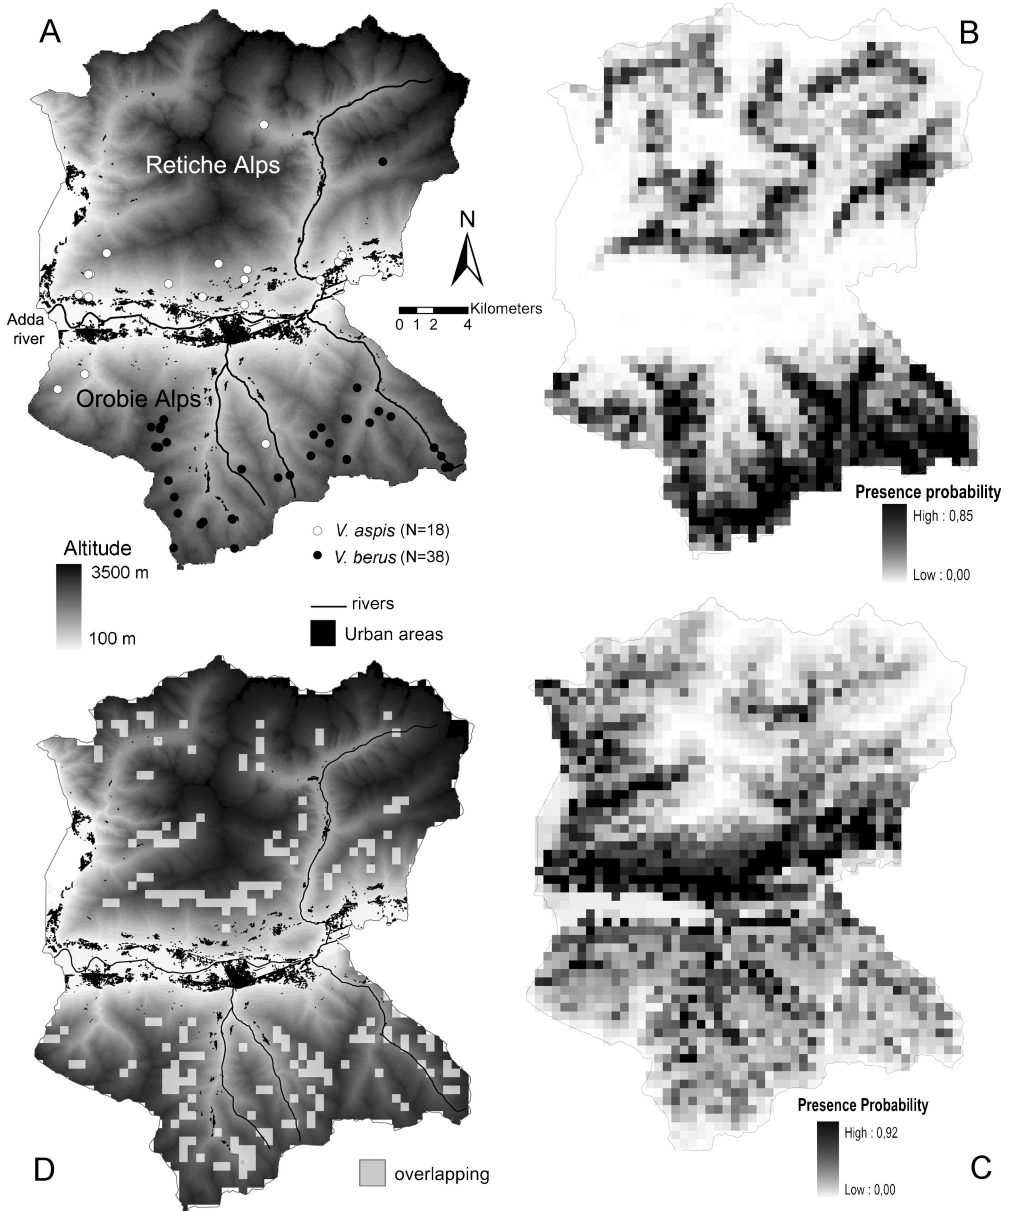 A
B
Retiche Alps
N
Kilometers
0 1 2 4
Adda
river
Orobie Alps
Presence probability
High : 0,85
Low : 0,00
V. aspis (N=18)
V. berus (N=38)
Altitude
3500 m
100 m
rivers
Urban areas
Presence Probability
High : 0,92
Low : 0,00
D
overlapping
C